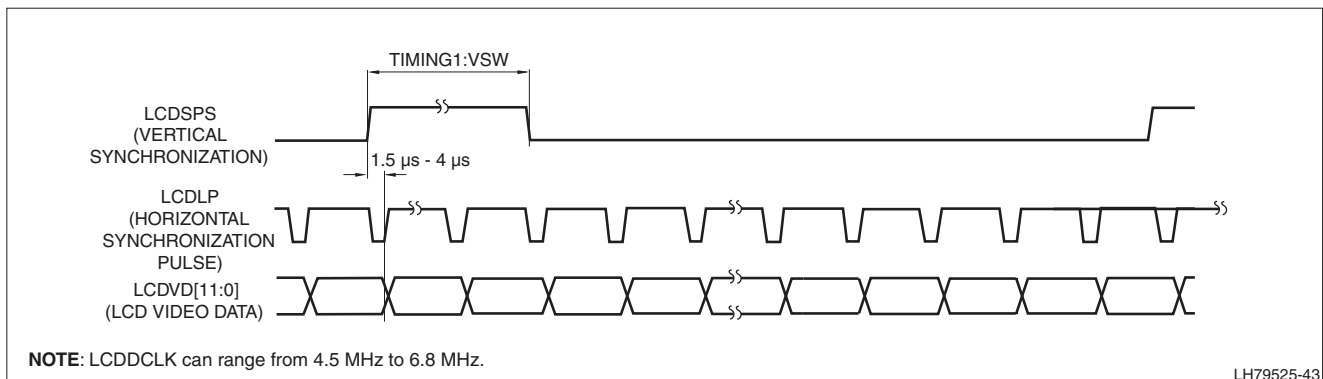 TIMING1:VSW
LCDSPS
(VERTICAL
SYNCHRONIZATION)
1.5 µs - 4 µs
LCDLP
(HORIZONTAL
SYNCHRONIZATION
PULSE)
LCDVD[11:0]
(LCD VIDEO DATA)
NOTE: LCDDCLK can range from 4.5 MHz to 6.8 MHz.
LH79525-43